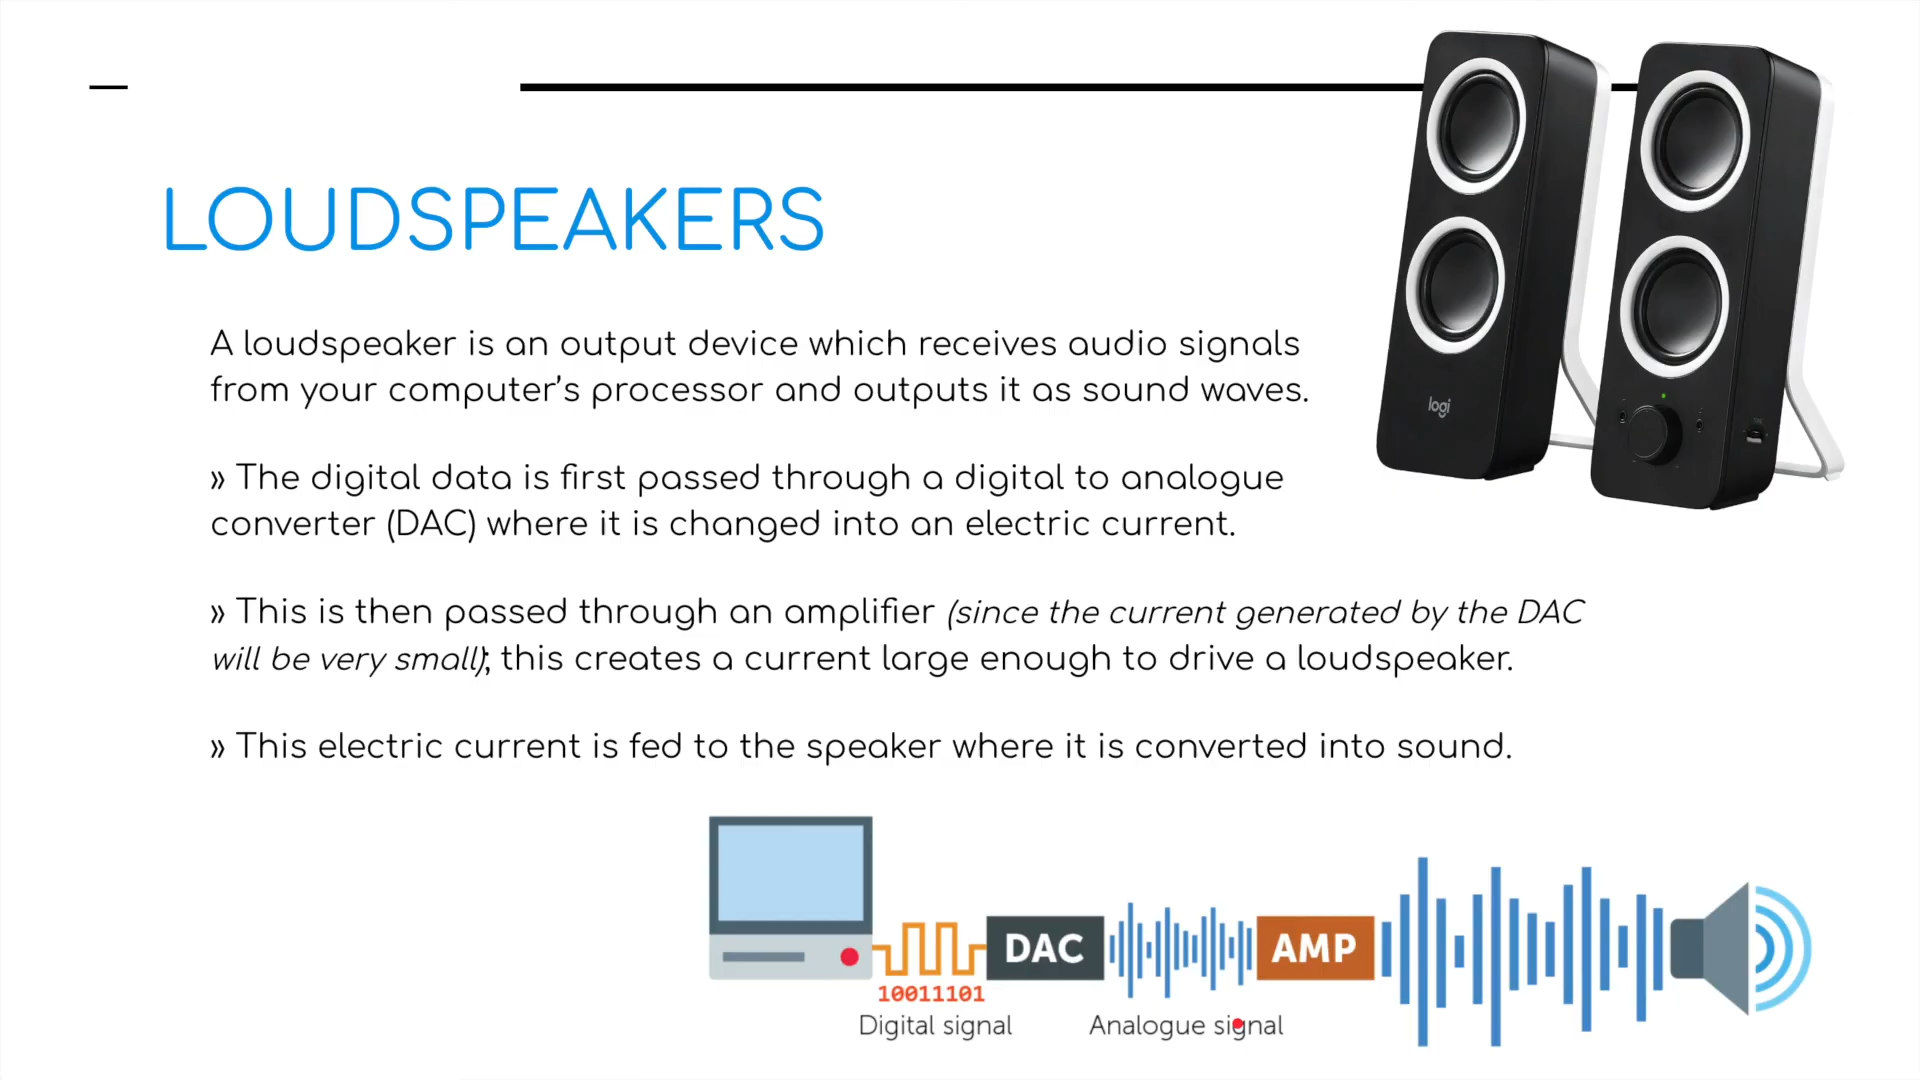 LOUDSPEAKERS
logi
A loudspeaker is an output device which receives audio signals
from your computer’s processor and outputs it as sound waves.
» The digital data is first passed through a digital to analogue
converter (DAC) where it is changed into an electric current.
» This is then passed through an amplifier (since the current generated by the DAC
will be very small); this creates a current large enough to drive a loudspeaker.
» This electric current is fed to the speaker where it is converted into sound.
DAC
AMP
10011101
Digital signal
Analogue signal